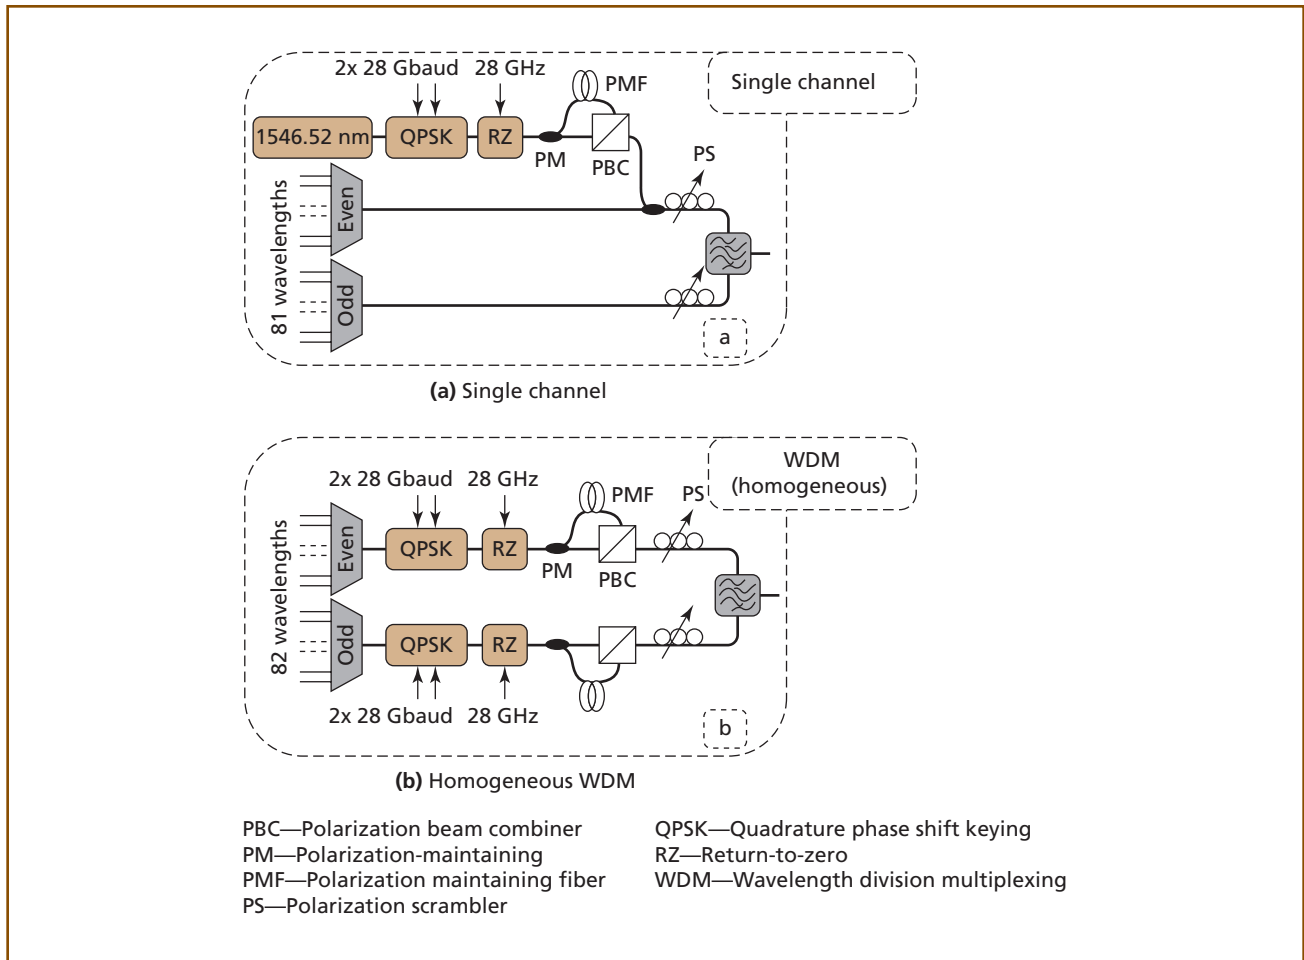 2x 28 Gbaud
28 GHz
PMF
Single channel
1546.52 nm
QPSK
RZ
PM
PBC
PS
81 wavelengths
Even
Odd
a
(a) Single channel
WDM
(homogeneous)
2x 28 Gbaud
28 GHz
PMF
PS
82 wavelengths
Even
QPSK
RZ
PM
PBC
Odd
QPSK
RZ
2x 28 Gbaud
28 GHz
b
(b) Homogeneous WDM
PBC—Polarization beam combiner
PM—Polarization-maintaining
PMF—Polarization maintaining fiber
PS—Polarization scrambler
QPSK—Quadrature phase shift keying
RZ—Return-to-zero
WDM—Wavelength division multiplexing